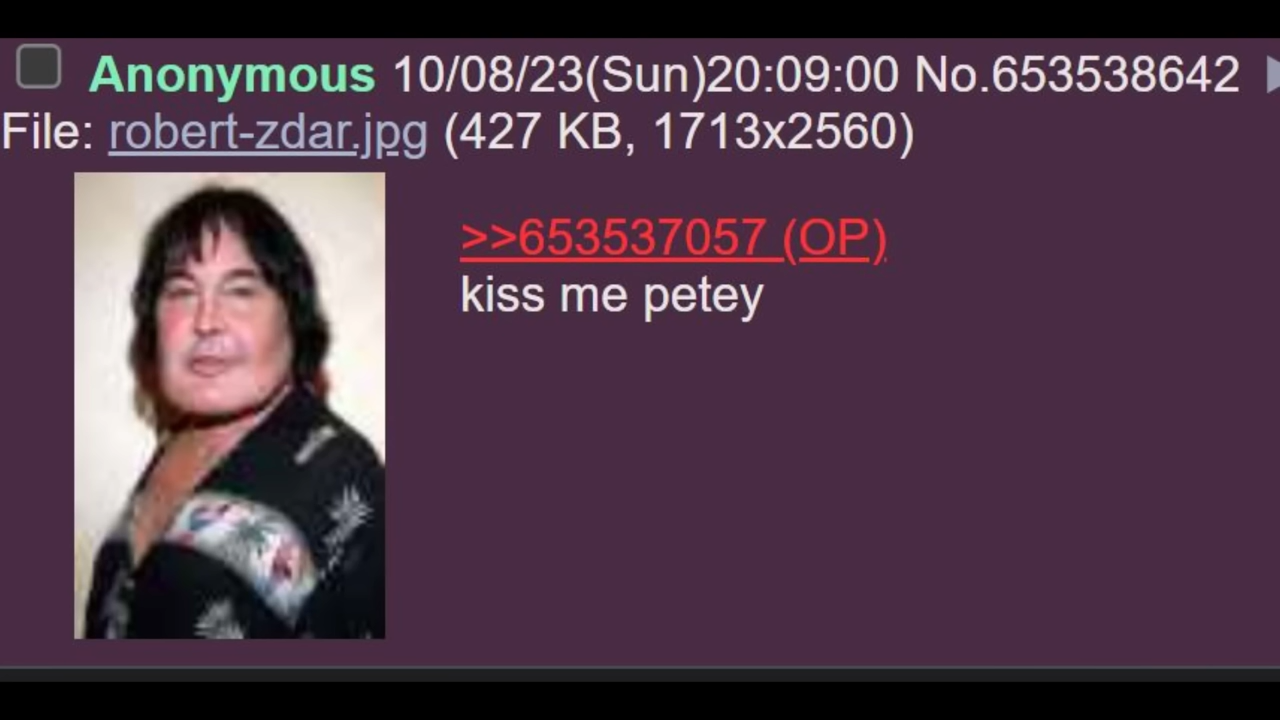 Anonymous 10/08/23(Sun)20:09:00 No.653538642
File: robert-zdar.jpg (427 KB, 1713x2560)
>>653537057 (OP)
kiss me petey